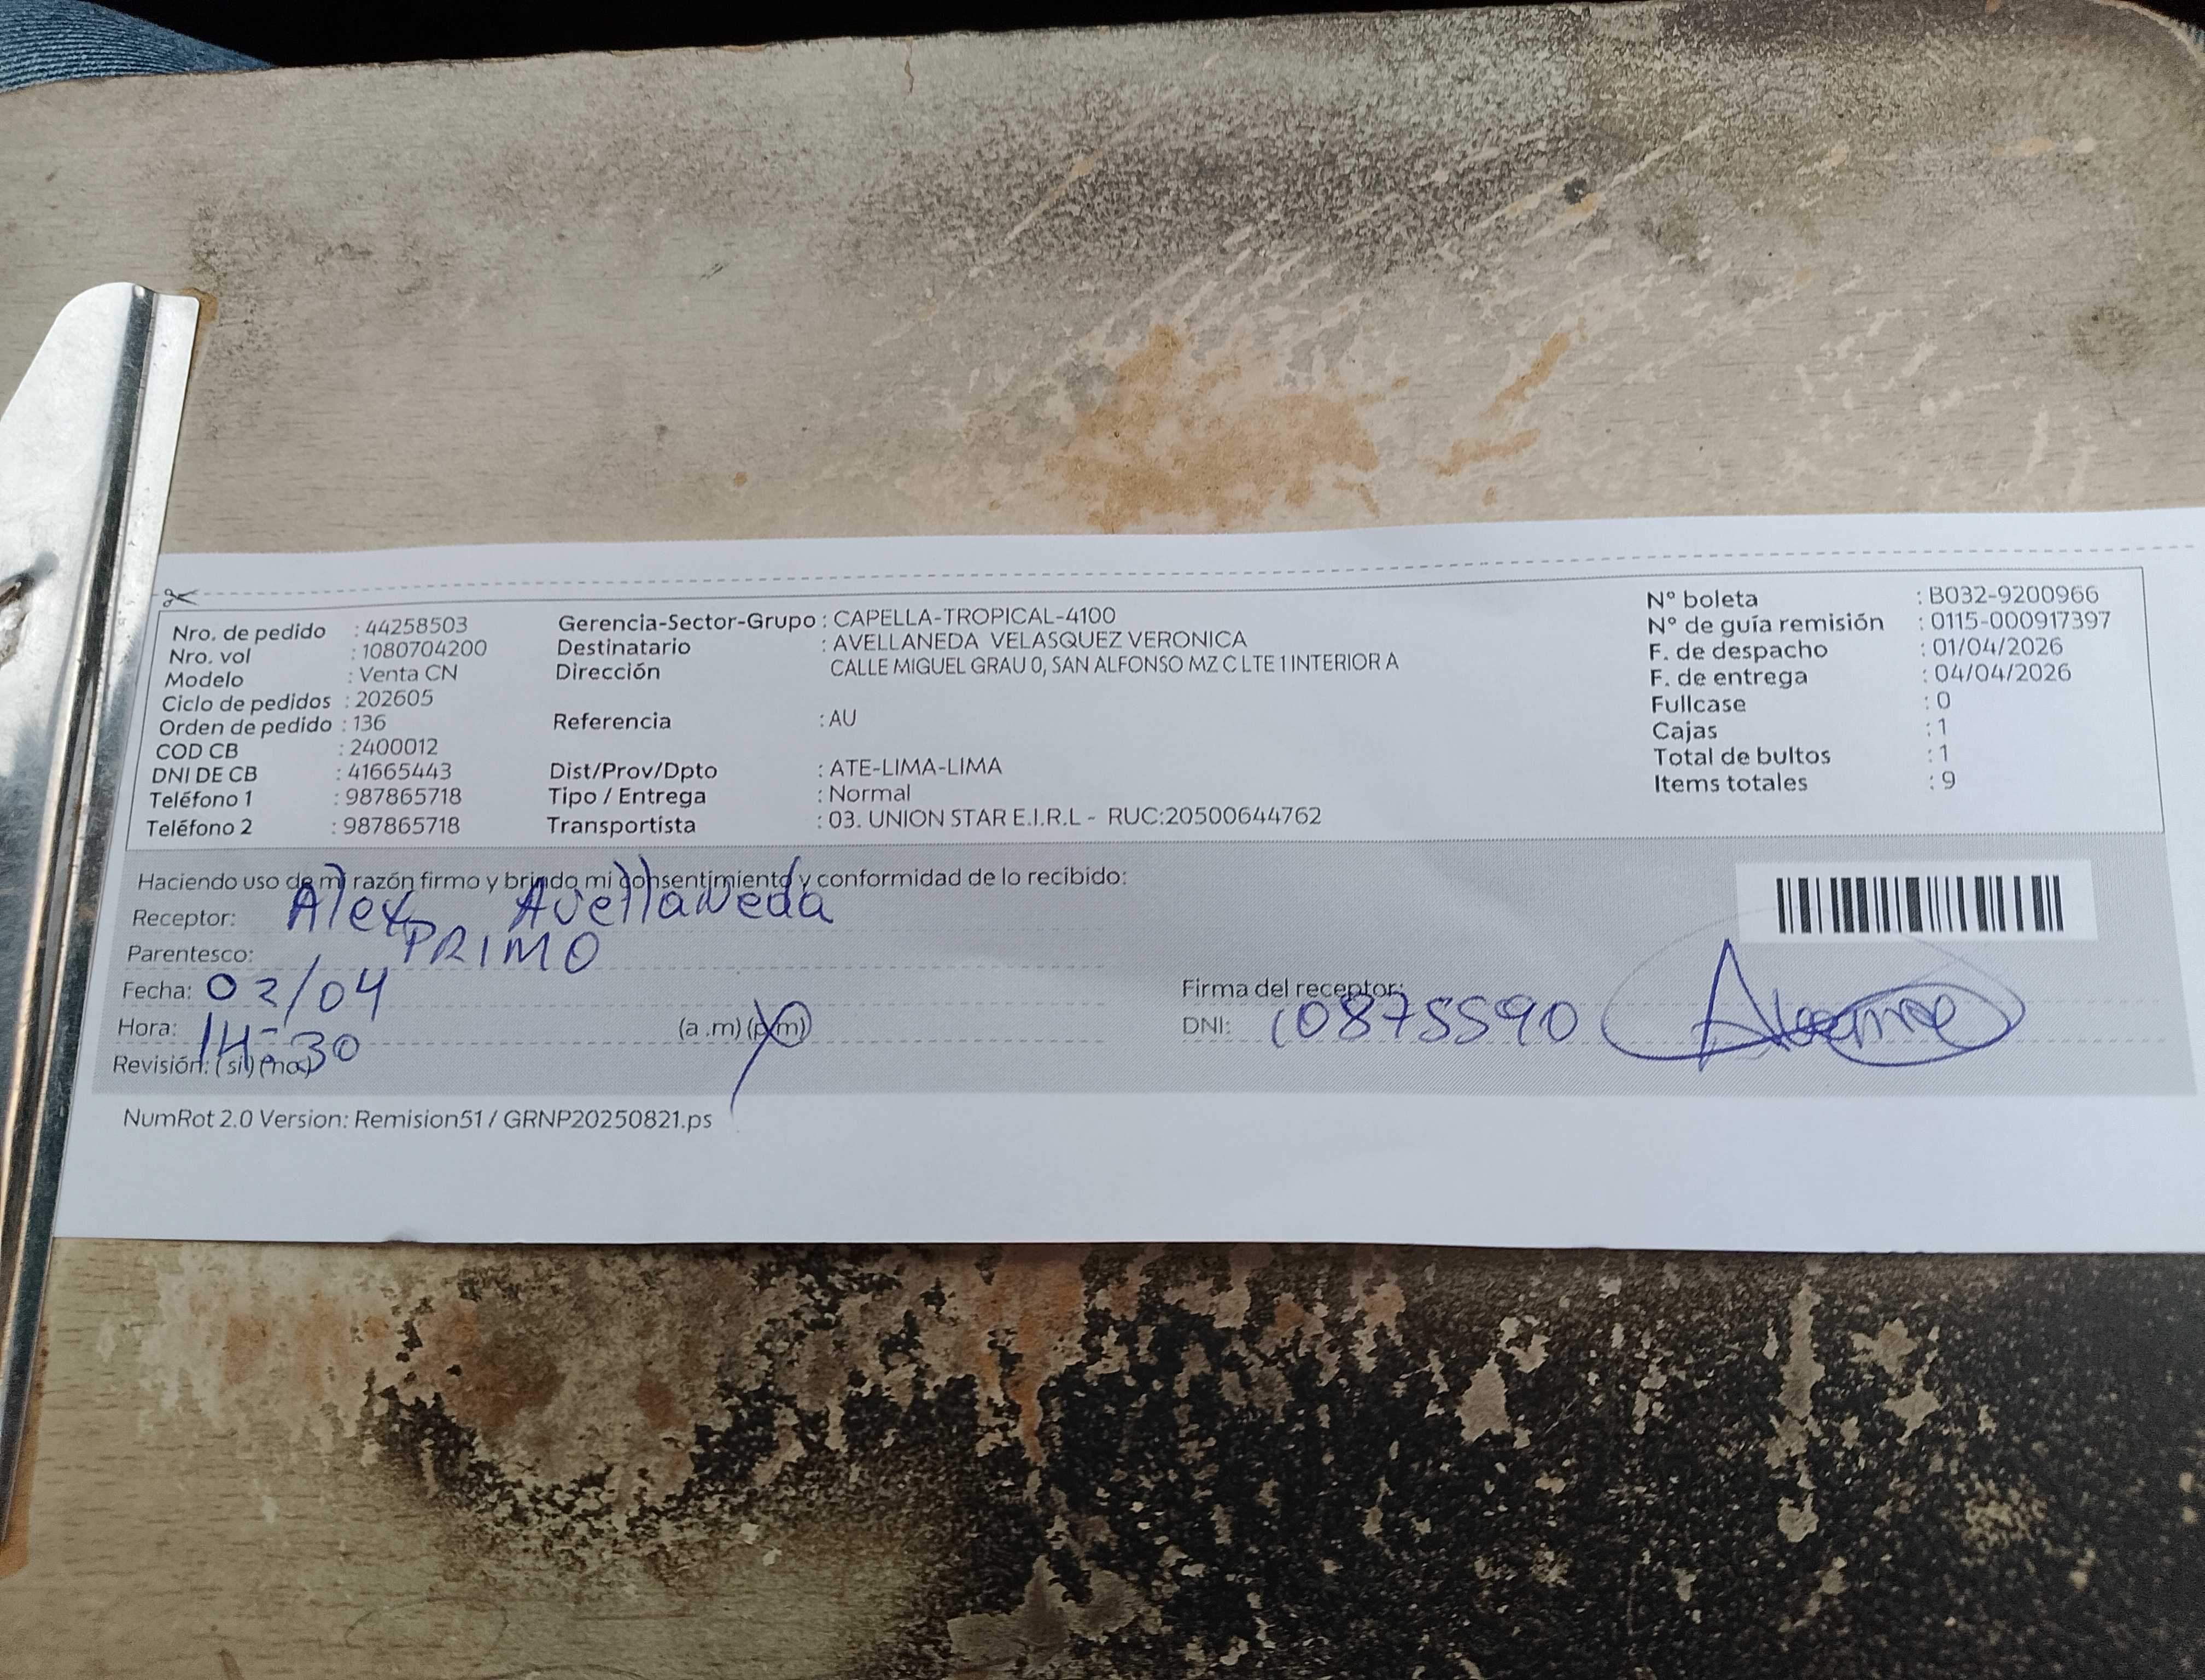 Nro. de pedido : 44258503
Nro. vol : 1080704200
Modelo : Venta CN
Ciclo de pedidos : 202605
Orden de pedido : 136
COD CB : 2400012
DNI DE CB : 41665443
Teléfono 1 : 987865718
Teléfono 2 : 987865718
Gerencia-Sector-Grupo : CAPELLA-TROPICAL-4100
Destinatario : AVELLANEDA VELASQUEZ VERONICA
Dirección CALLE MIGUEL GRAU 0, SAN ALFONSO MZ C LTE 1 INTERIOR A
Referencia : AU
Dist/Prov/Dpto : ATE-LIMA-LIMA
Tipo / Entrega : Normal
Transportista : 03. UNION STAR E.I.R.L - RUC:20500644762
N° boleta : B032-9200966
N° de guía remisión : 0115-000917397
F. de despacho : 01/04/2026
F. de entrega : 04/04/2026
Fullcase : 0
Cajas : 1
Total de bultos : 1
Items totales : 9
Haciendo uso de mi razón firmo y brindo mi consentimiento y conformidad de lo recibido:
Receptor: Alex Avellaneda
Parentesco: PRIMO
Fecha: 02/04
Hora: 14:30 (a .m) (p.m)
Revisión: (si) (no)
Firma del receptor:
DNI: 10875590
NumRot 2.0 Version: Remision51 / GRNP20250821.ps